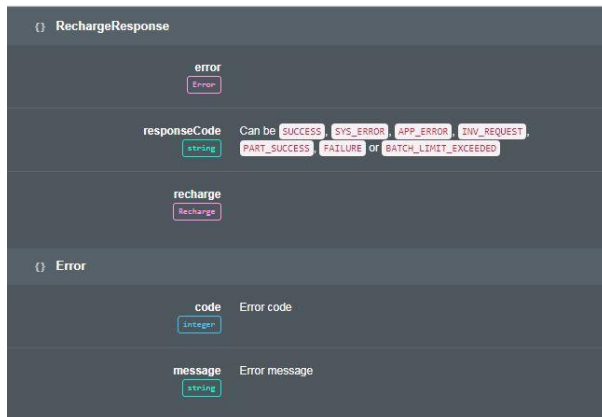 {} RechargeResponse
error
Error
responseCode Can be SUCCESS, SYS_ERROR, APP_ERROR, INV_REQUEST,
string PART_SUCCESS, FAILURE or BATCH_LIMIT_EXCEEDED
recharge
Recharge
{} Error
code Error code
integer
message Error message
string